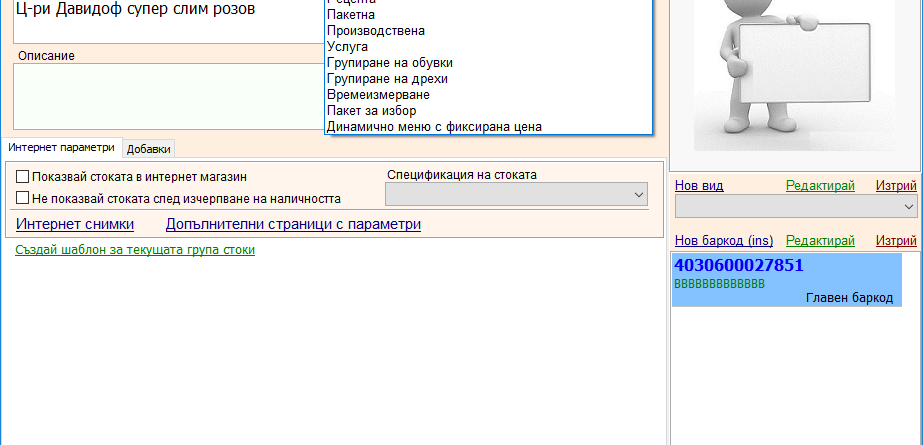 Ц-ри Давидоф супер слим розов
Рецепта
Пакетна
Производствена
Услуга
Групиране на обувки
Групиране на дрехи
Времеизмерване
Пакет за избор
Динамично меню с фиксирана цена
Описание
Интернет параметри
Добавки
Показвай стоката в интернет магазин
Не показвай стоката след изчерпване на наличността
Спецификация на стоката
Интернет снимки
Допълнителни страници с параметри
Създай шаблон за текущата група стоки
Нов вид
Редактирай
Изтрий
Нов баркод (ins)
Редактирай
Изтрий
4030600027851
BBBBBBBBBBBBB
Главен баркод